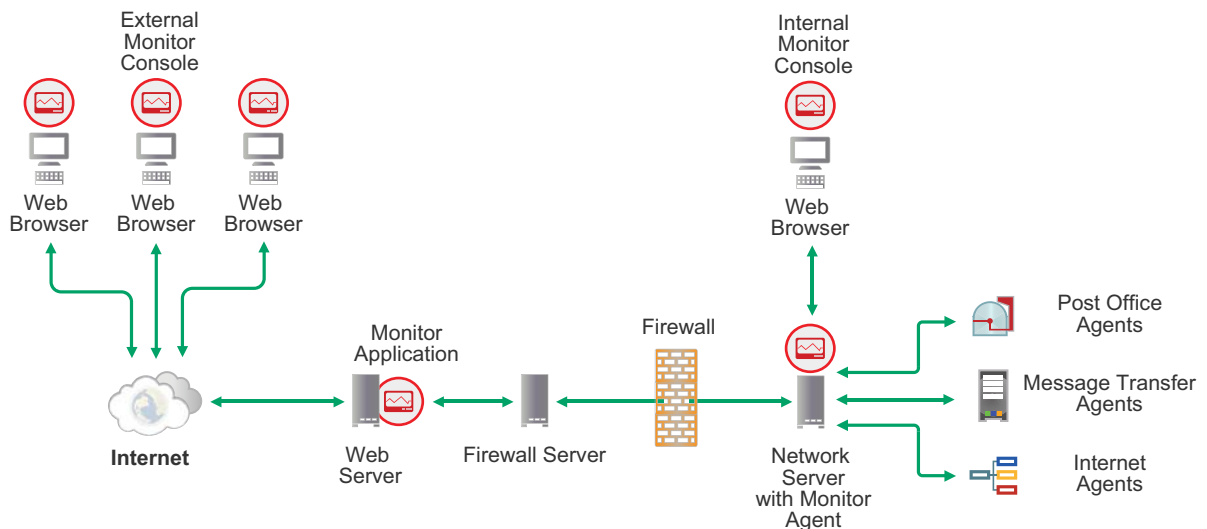 External
Monitor
Console
Internal
Monitor
Console
Web
Browser
Web
Browser
Web
Browser
Web
Browser
Monitor
Application
Firewall
Post Office
Agents
Message Transfer
Agents
Internet
Web
Server
Firewall Server
Network
Server
with Monitor
Agent
Internet
Agents